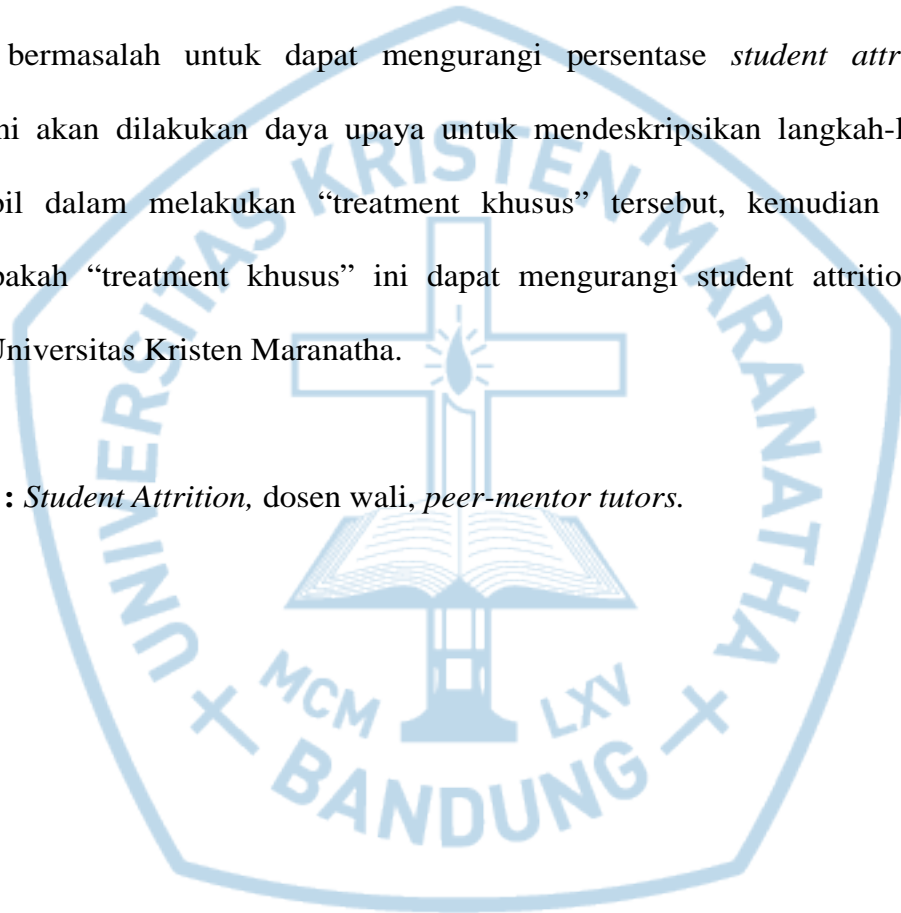 bermasalah untuk dapat mengurangi persentase student attr
ni akan dilakukan daya upaya untuk mendeskripsikan langkah-l
bil dalam melakukan “treatment khusus” tersebut, kemudian
pakah “treatment khusus” ini dapat mengurangi student attritio
Universitas Kristen Maranatha.
: Student Attrition, dosen wali, peer-mentor tutors.
UNIVERSITAS KRISTEN MARANATHA
MCM LXV
BANDUNG